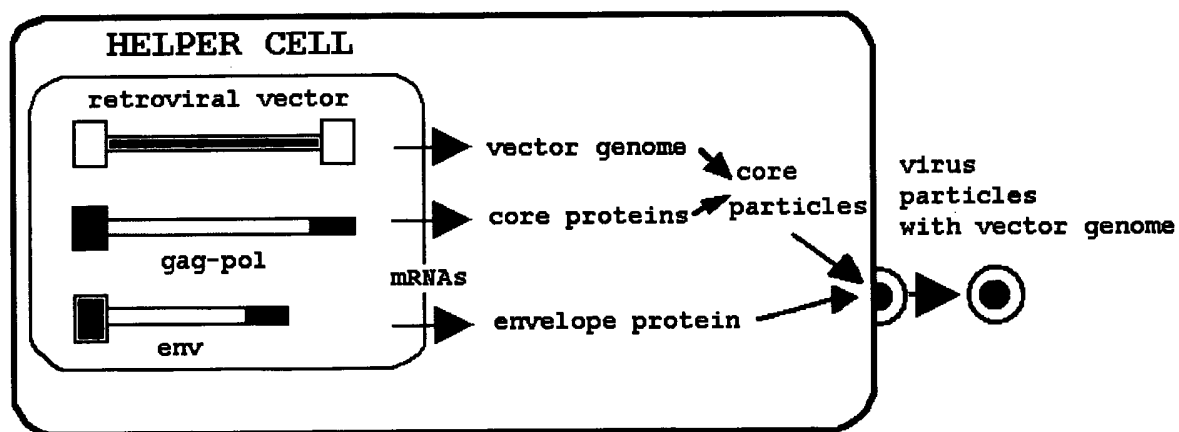 HELPER CELL
retroviral vector
vector genome
core
particles
core proteins
gag-pol
mRNAs
envelope protein
env
virus
particles
with vector genome